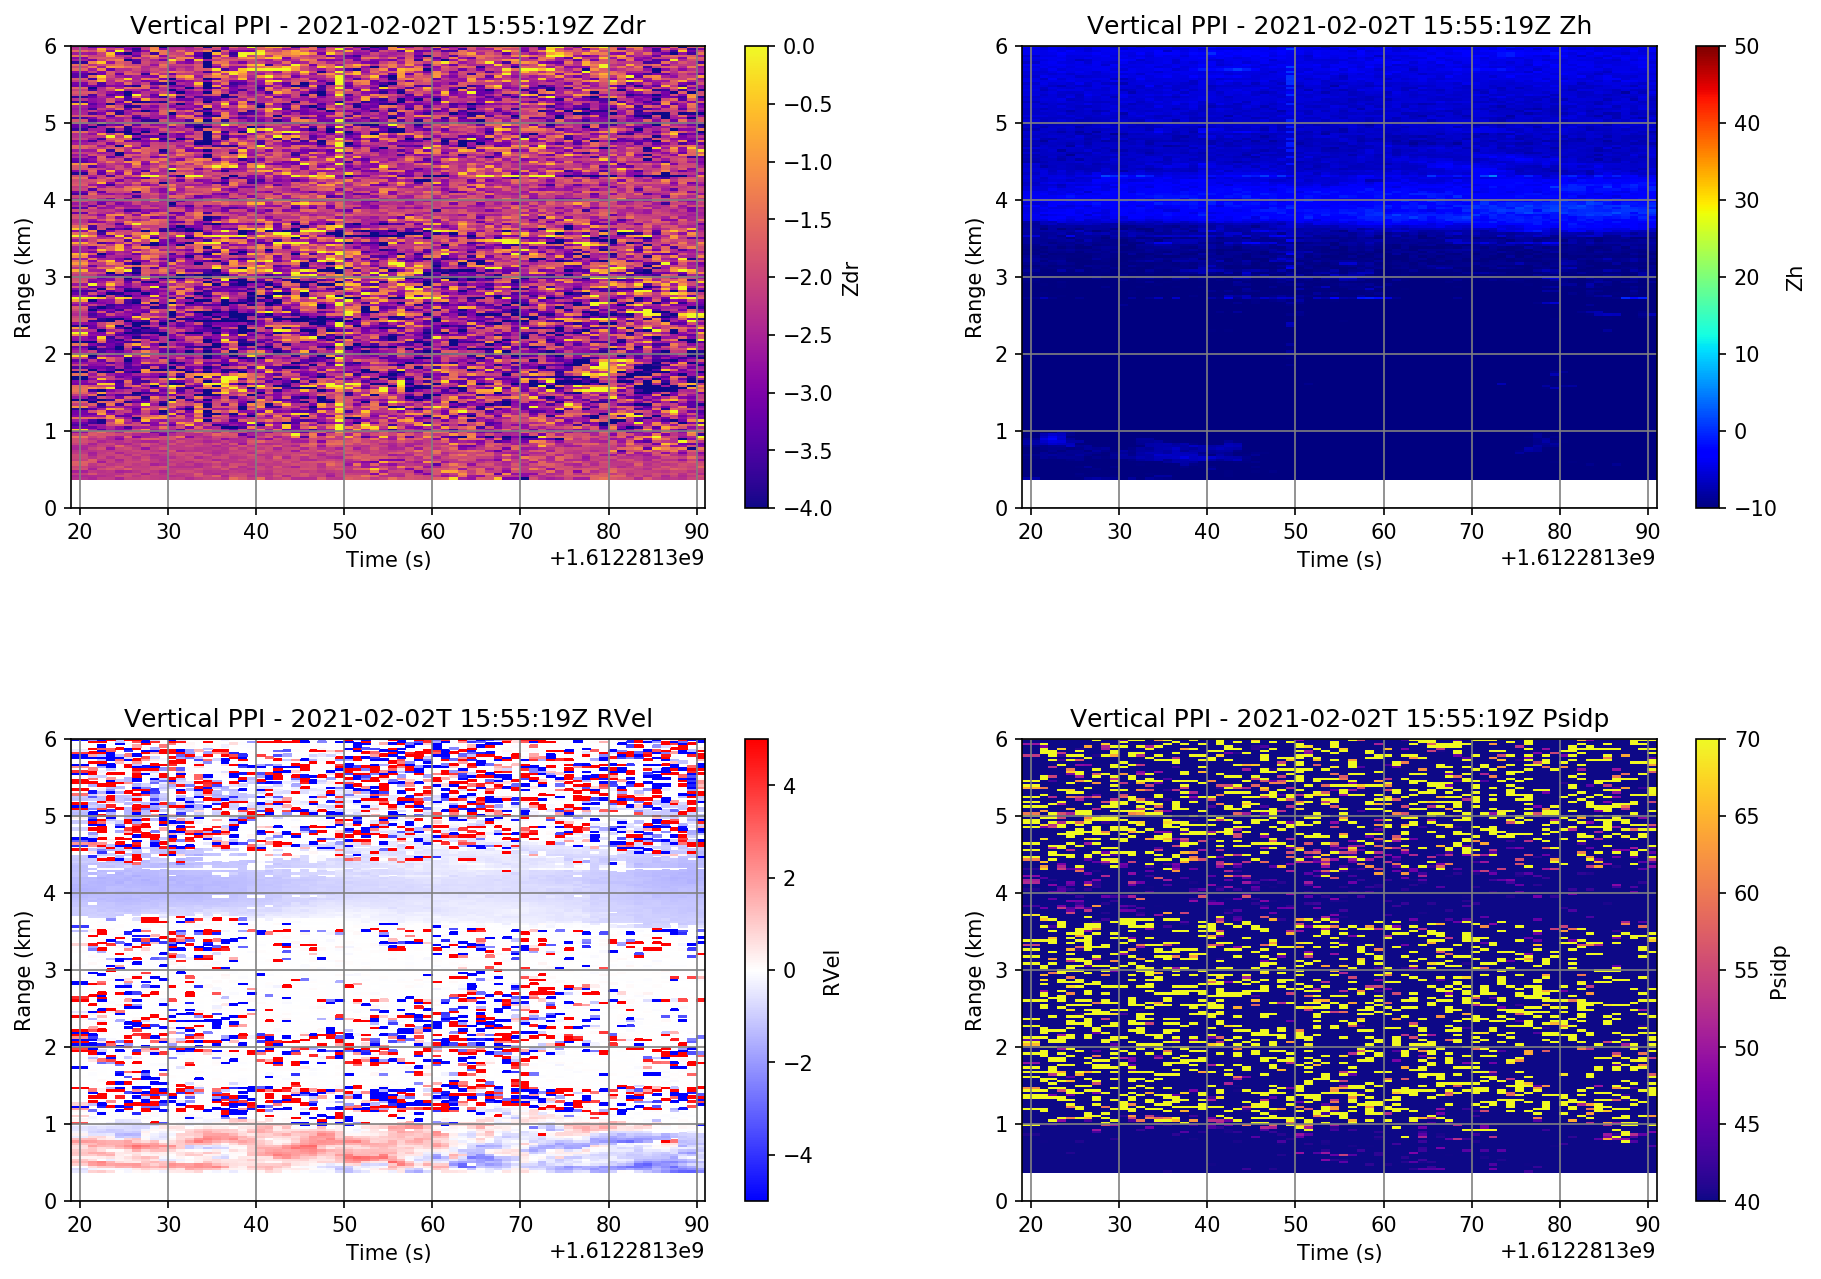 Vertical PPI - 2021-02-02T 15:55:19Z Zdr
6
5
4
3
2
1
0
Range (km)
20 30 40 50 60 70 80 90
Time (s)
+1.6122813e9
0.0
−0.5
−1.0
−1.5
−2.0
−2.5
−3.0
−3.5
−4.0
Zdr
Vertical PPI - 2021-02-02T 15:55:19Z Zh
6
5
4
3
2
1
0
Range (km)
20 30 40 50 60 70 80 90
Time (s)
+1.6122813e9
50
40
30
20
10
0
−10
Zh
Vertical PPI - 2021-02-02T 15:55:19Z RVel
6
5
4
3
2
1
0
Range (km)
20 30 40 50 60 70 80 90
Time (s)
+1.6122813e9
4
2
0
−2
−4
RVel
Vertical PPI - 2021-02-02T 15:55:19Z Psidp
6
5
4
3
2
1
0
Range (km)
20 30 40 50 60 70 80 90
Time (s)
+1.6122813e9
70
65
60
55
50
45
40
Psidp